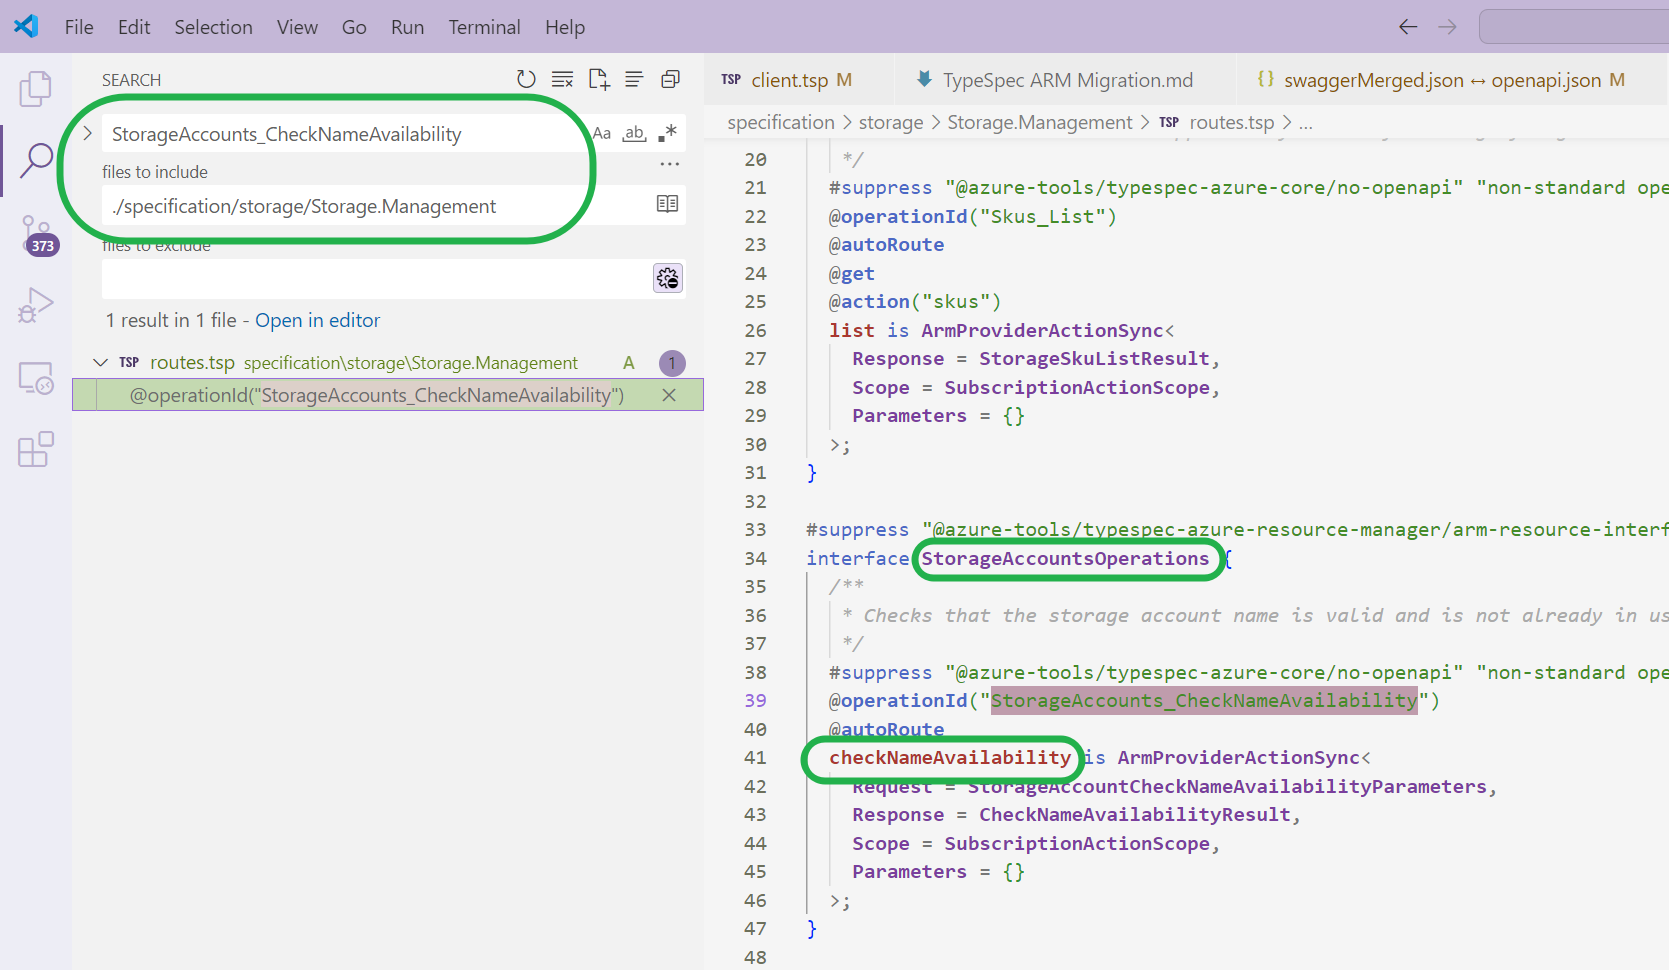 File Edit Selection View Go Run Terminal Help
SEARCH
StorageAccounts_CheckNameAvailability
Aa ab .*
files to include
./specification/storage/Storage.Management
files to exclude
1 result in 1 file - Open in editor
TSP routes.tsp specification\storage\Storage.Management A 1
@operationId("StorageAccounts_CheckNameAvailability")
373
TSP client.tsp M TypeSpec ARM Migration.md {} swaggerMerged.json ↔ openapi.json M
specification > storage > Storage.Management > TSP routes.tsp > ...
20 */
21 #suppress "@azure-tools/typespec-azure-core/no-openapi" "non-standard ope
22 @operationId("Skus_List")
23 @autoRoute
24 @get
25 @action("skus")
26 list is ArmProviderActionSync<
27 Response = StorageSkuListResult,
28 Scope = SubscriptionActionScope,
29 Parameters = {}
30 >;
31 }
32
33 #suppress "@azure-tools/typespec-azure-resource-manager/arm-resource-interf
34 interface StorageAccountsOperations {
35 /**
36 * Checks that the storage account name is valid and is not already in us
37 */
38 #suppress "@azure-tools/typespec-azure-core/no-openapi" "non-standard ope
39 @operationId("StorageAccounts_CheckNameAvailability")
40 @autoRoute
41 checkNameAvailability is ArmProviderActionSync<
42 Request = StorageAccountCheckNameAvailabilityParameters,
43 Response = CheckNameAvailabilityResult,
44 Scope = SubscriptionActionScope,
45 Parameters = {}
46 >;
47 }
48